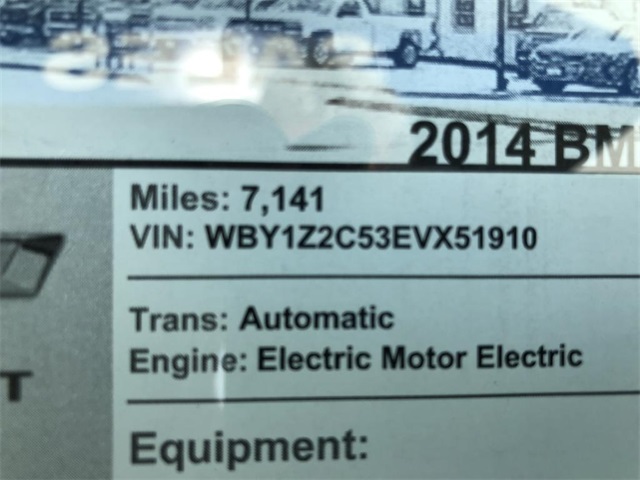 2014 BM
Miles: 7,141
VIN: WBY1Z2C53EVX51910
Trans: Automatic
Engine: Electric Motor Electric
T
Equipment: